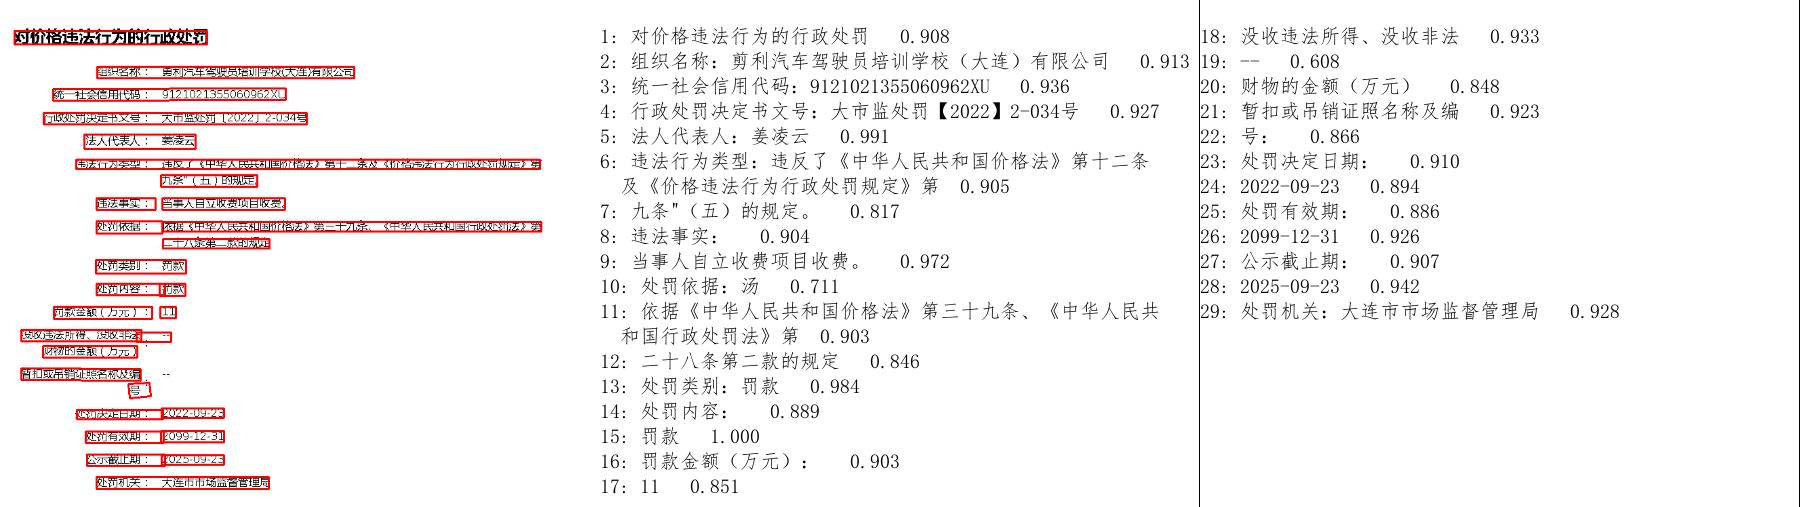 对价格违法行为的行政处罚
组织名称： 勇利汽车驾驶员培训学校(大连)有限公司
统一社会信用代码： 9121021355060962XU
行政处罚决定书文号： 大市监处罚〔2022〕2-034号
法人代表人： 姜凌云
违法行为类型： 违反了《中华人民共和国价格法》第十二条及《价格违法行为行政处罚规定》第
九条"（五）的规定。
违法事实： 当事人自立收费项目收费。
处罚依据： 依据《中华人民共和国价格法》第三十九条、《中华人民共和国行政处罚法》第
二十八条第二款的规定
处罚类别： 罚款
处罚内容： 罚款
罚款金额（万元）： 11
没收违法所得、没收非法 --
财物的金额（万元）：
暂扣或吊销证照名称及编 --
号：
处罚决定日期： 2022-09-23
处罚有效期： 2099-12-31
公示截止期： 2025-09-23
处罚机关： 大连市市场监督管理局
1: 对价格违法行为的行政处罚 0.908
2: 组织名称：剪利汽车驾驶员培训学校（大连）有限公司 0.913
3: 统一社会信用代码：9121021355060962XU 0.936
4: 行政处罚决定书文号：大市监处罚【2022】2-034号 0.927
5: 法人代表人：姜凌云 0.991
6: 违法行为类型：违反了《中华人民共和国价格法》第十二条
及《价格违法行为行政处罚规定》第 0.905
7: 九条"（五）的规定。 0.817
8: 违法事实： 0.904
9: 当事人自立收费项目收费。 0.972
10: 处罚依据：汤 0.711
11: 依据《中华人民共和国价格法》第三十九条、《中华人民共
和国行政处罚法》第 0.903
12: 二十八条第二款的规定 0.846
13: 处罚类别：罚款 0.984
14: 处罚内容： 0.889
15: 罚款 1.000
16: 罚款金额（万元）： 0.903
17: 11 0.851
18: 没收违法所得、没收非法 0.933
19: -- 0.608
20: 财物的金额（万元） 0.848
21: 暂扣或吊销证照名称及编 0.923
22: 号： 0.866
23: 处罚决定日期： 0.910
24: 2022-09-23 0.894
25: 处罚有效期： 0.886
26: 2099-12-31 0.926
27: 公示截止期： 0.907
28: 2025-09-23 0.942
29: 处罚机关：大连市市场监督管理局 0.928